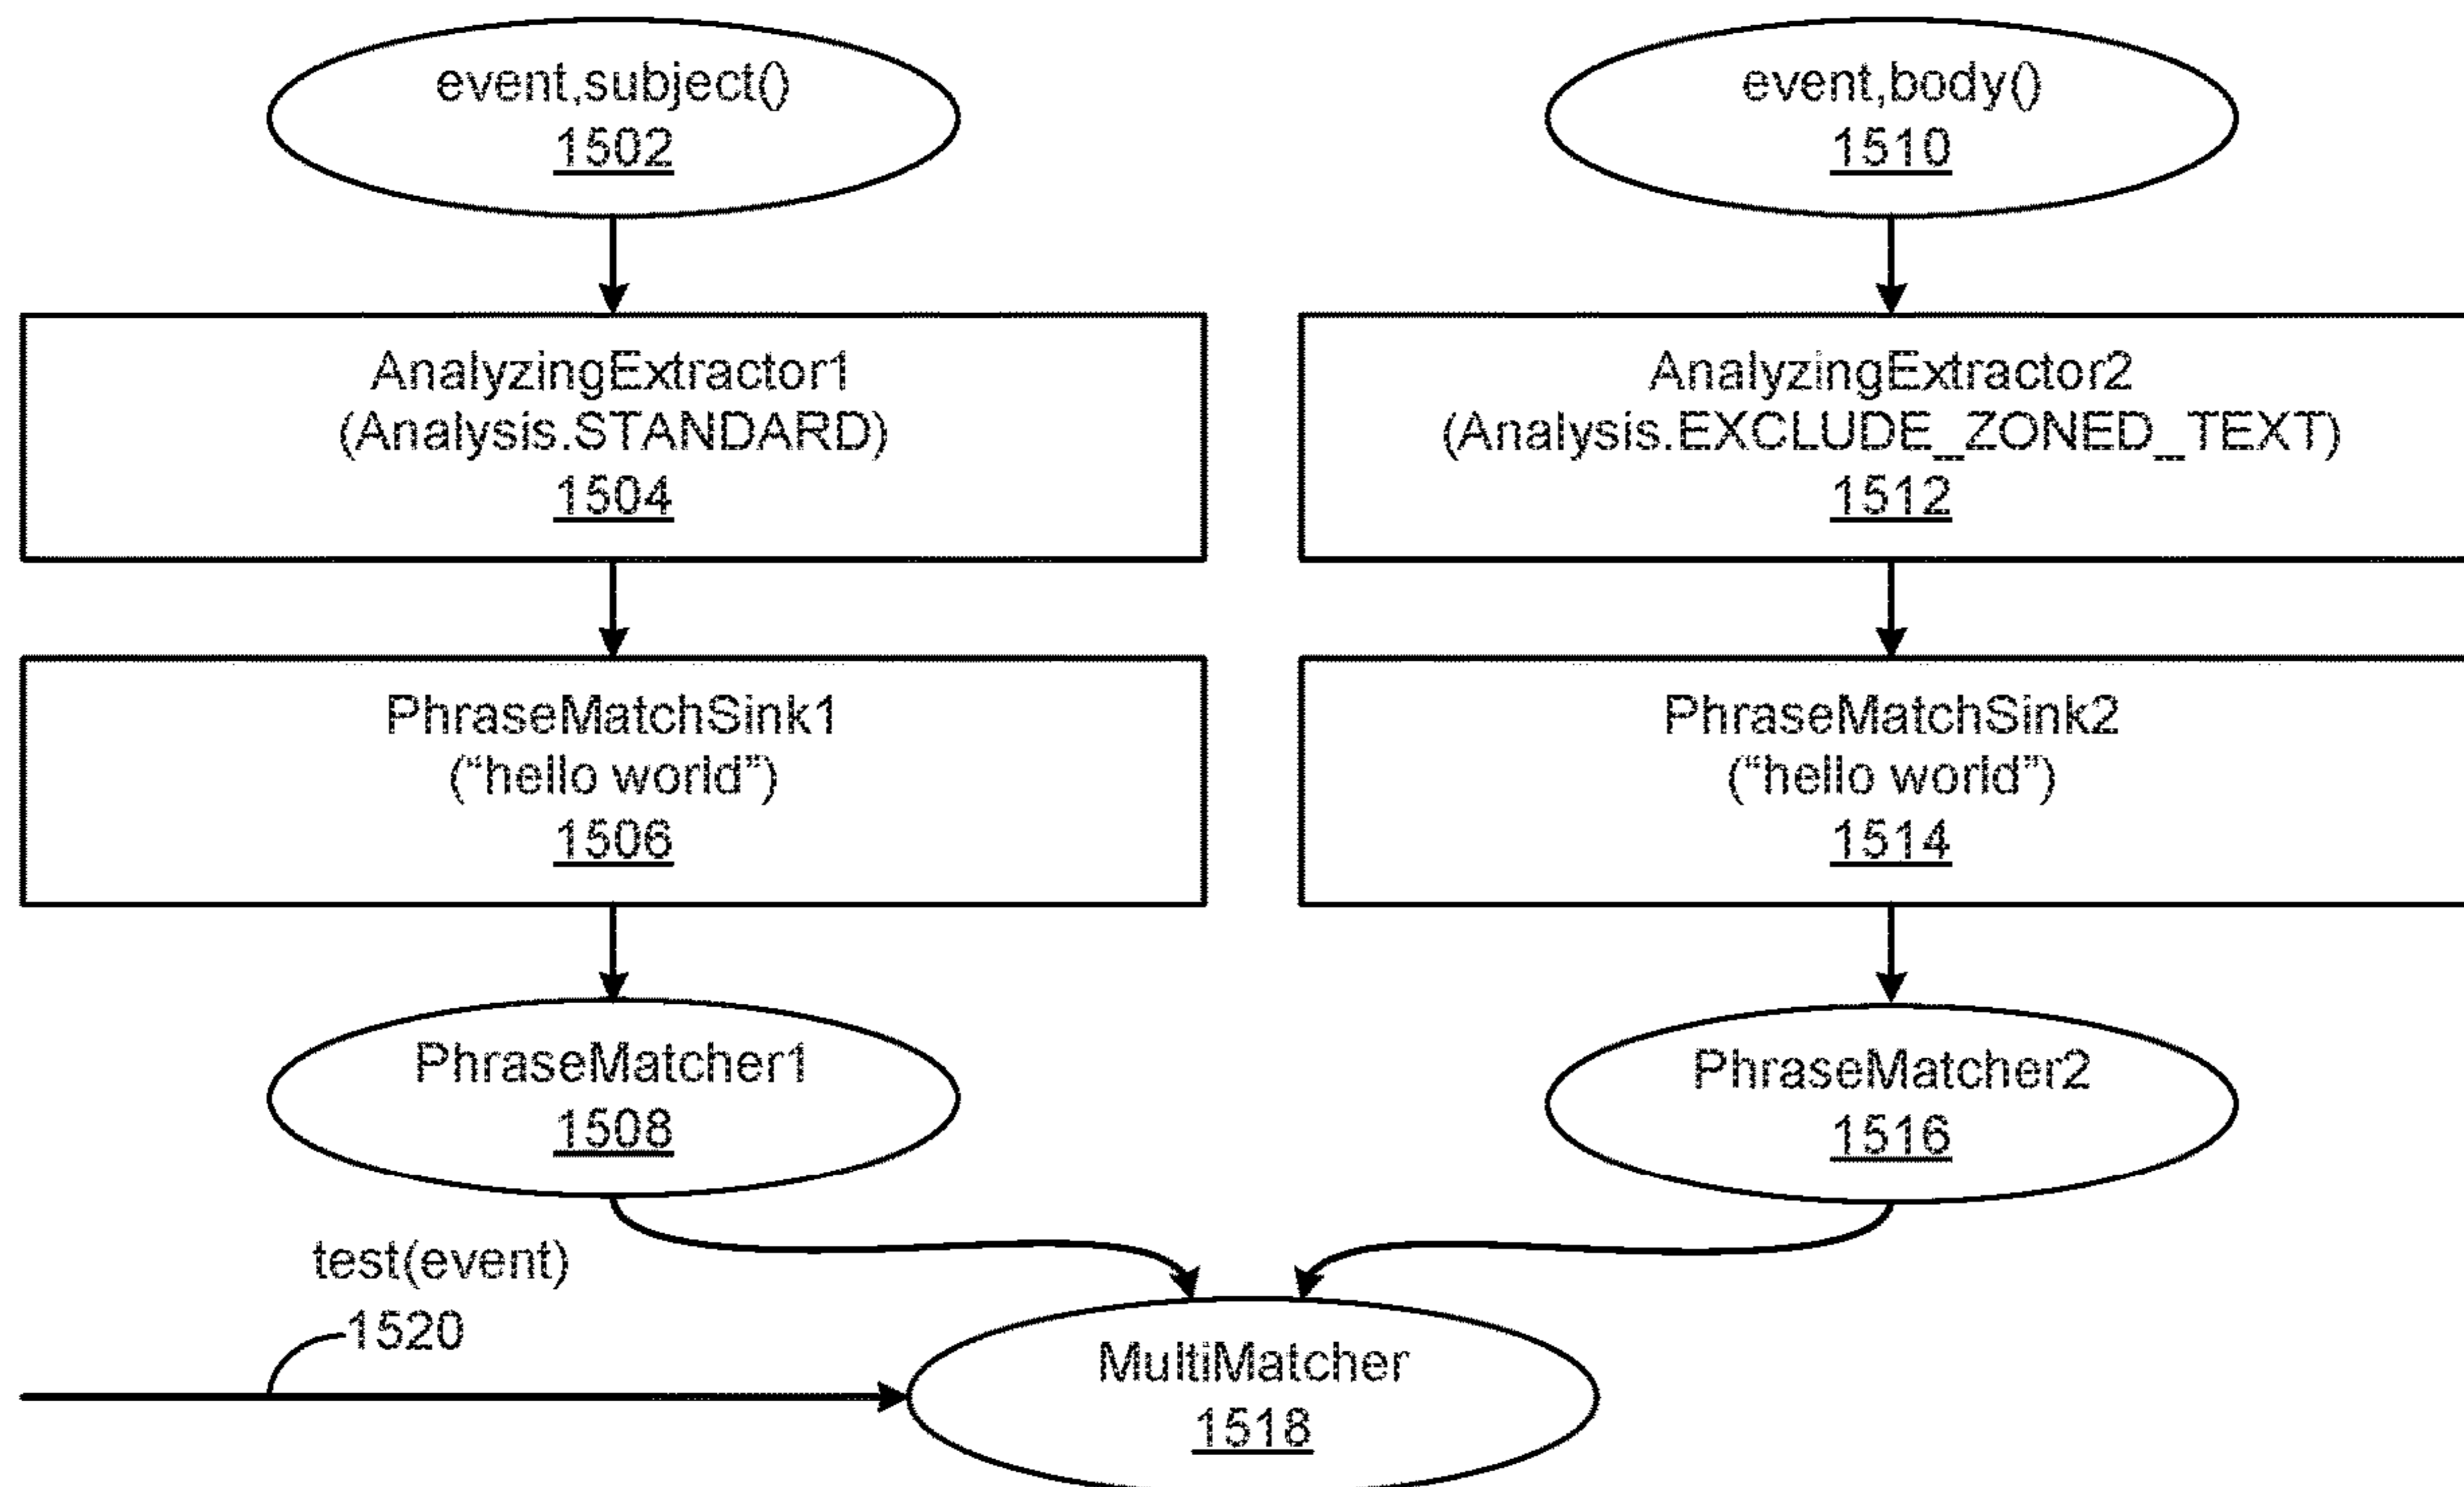 event,subject()
1502
event,body()
1510
AnalyzingExtractor1
(Analysis.STANDARD)
1504
AnalyzingExtractor2
(Analysis.EXCLUDE_ZONED_TEXT)
1512
PhraseMatchSink1
(“hello world”)
1506
PhraseMatchSink2
(“hello world”)
1514
PhraseMatcher1
1508
PhraseMatcher2
1516
test(event)
1520
MultiMatcher
1518